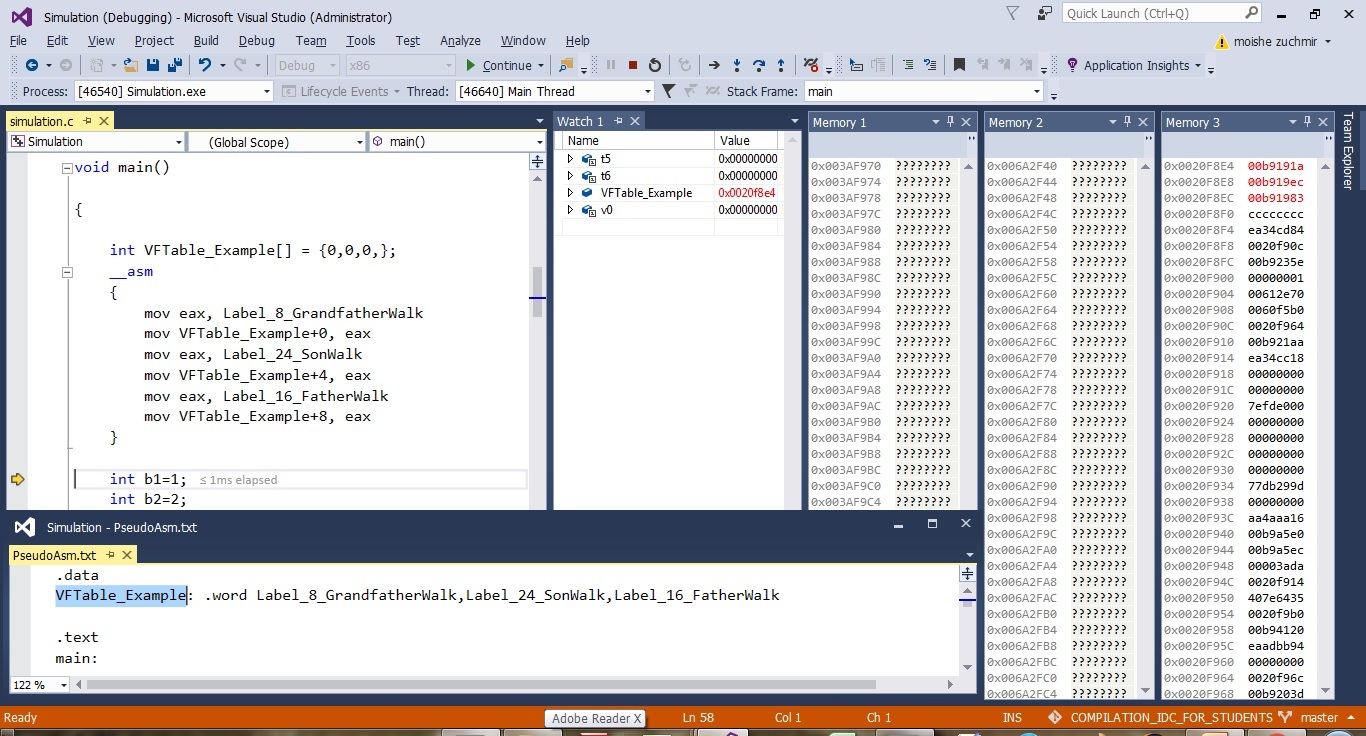 Simulation (Debugging) - Microsoft Visual Studio (Administrator)
Quick Launch (Ctrl+Q)
File Edit View Project Build Debug Team Tools Test Analyze Window Help
moishe zuchmir
Debug x86 Continue Application Insights
Process: [46540] Simulation.exe Lifecycle Events Thread: [46640] Main Thread Stack Frame: main
simulation.c
Simulation (Global Scope) main()
void main()
{
int VFTable_Example[] = {0,0,0,};
__asm
{
mov eax, Label_8_GrandfatherWalk
mov VFTable_Example+0, eax
mov eax, Label_24_SonWalk
mov VFTable_Example+4, eax
mov eax, Label_16_FatherWalk
mov VFTable_Example+8, eax
}
int b1=1; ≤ 1ms elapsed
int b2=2;
Watch 1
Name Value
t5 0x00000000
t6 0x00000000
VFTable_Example 0x0020f8e4
v0 0x00000000
Memory 1
0x003AF970 ????????
0x003AF974 ????????
0x003AF978 ????????
0x003AF97C ????????
0x003AF980 ????????
0x003AF984 ????????
0x003AF988 ????????
0x003AF98C ????????
0x003AF990 ????????
0x003AF994 ????????
0x003AF998 ????????
0x003AF99C ????????
0x003AF9A0 ????????
0x003AF9A4 ????????
0x003AF9A8 ????????
0x003AF9AC ????????
0x003AF9B0 ????????
0x003AF9B4 ????????
0x003AF9B8 ????????
0x003AF9BC ????????
0x003AF9C0 ????????
0x003AF9C4 ????????
Memory 2
0x006A2F40 ????????
0x006A2F44 ????????
0x006A2F48 ????????
0x006A2F4C ????????
0x006A2F50 ????????
0x006A2F54 ????????
0x006A2F58 ????????
0x006A2F5C ????????
0x006A2F60 ????????
0x006A2F64 ????????
0x006A2F68 ????????
0x006A2F6C ????????
0x006A2F70 ????????
0x006A2F74 ????????
0x006A2F78 ????????
0x006A2F7C ????????
0x006A2F80 ????????
0x006A2F84 ????????
0x006A2F88 ????????
0x006A2F8C ????????
0x006A2F90 ????????
0x006A2F94 ????????
0x006A2F98 ????????
0x006A2F9C ????????
0x006A2FA0 ????????
0x006A2FA4 ????????
0x006A2FA8 ????????
0x006A2FAC ????????
0x006A2FB0 ????????
0x006A2FB4 ????????
0x006A2FB8 ????????
0x006A2FBC ????????
0x006A2FC0 ????????
0x006A2FC4 ????????
Memory 3
0x0020F8E4 00b9191a
0x0020F8E8 00b919ec
0x0020F8EC 00b91983
0x0020F8F0 cccccccc
0x0020F8F4 ea34cd84
0x0020F8F8 0020f90c
0x0020F8FC 00b9235e
0x0020F900 00000001
0x0020F904 00612e70
0x0020F908 0060f5b0
0x0020F90C 0020f964
0x0020F910 00b921aa
0x0020F914 ea34cc18
0x0020F918 00000000
0x0020F91C 00000000
0x0020F920 7efde000
0x0020F924 00000000
0x0020F928 00000000
0x0020F92C 00000000
0x0020F930 00000000
0x0020F934 77db299d
0x0020F938 00000000
0x0020F93C aa4aaa16
0x0020F940 00b9a5e0
0x0020F944 00b9a5ec
0x0020F948 00003ada
0x0020F94C 0020f914
0x0020F950 407e6435
0x0020F954 0020f9b0
0x0020F958 00b94120
0x0020F95C eaadbb94
0x0020F960 00000000
0x0020F964 0020f96c
0x0020F968 00b9203d
Team Explorer
Simulation - PseudoAsm.txt
PseudoAsm.txt
.data
VFTable_Example: .word Label_8_GrandfatherWalk,Label_24_SonWalk,Label_16_FatherWalk
.text
main:
122 %
Ready Ln 58 Col 1 Ch 1 INS COMPILATION_IDC_FOR_STUDENTS master
Adobe Reader X